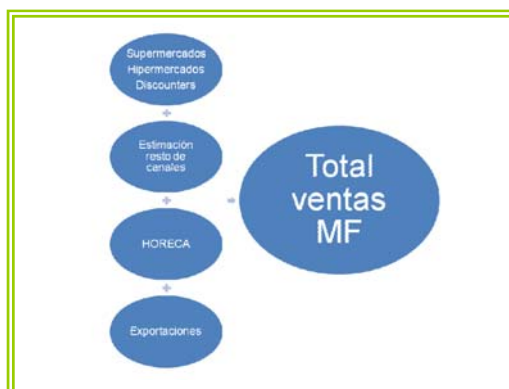 Supermercados
Hipermercados
Discounters
Estimación
resto de
canales
HORECA
Exportaciones
Total
ventas
MF